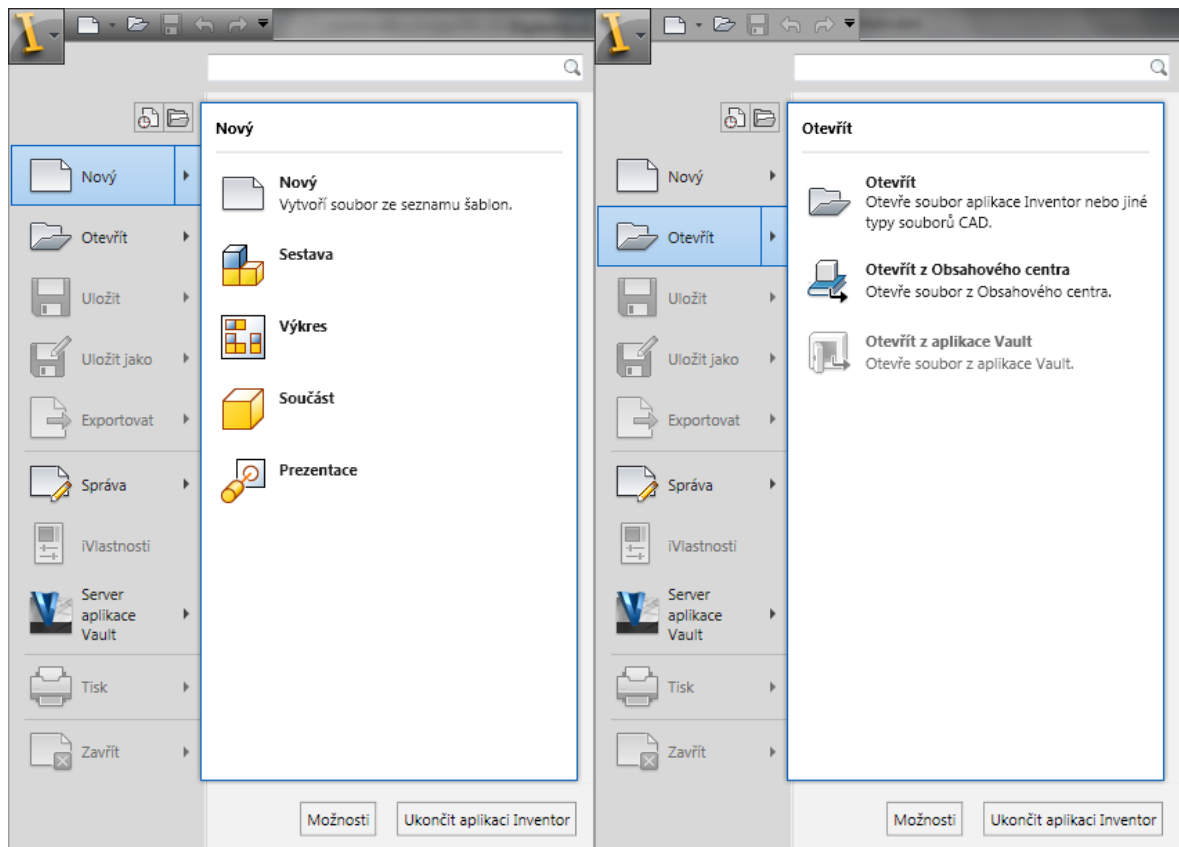 Nový
Otevřít
Uložit
Uložit jako
Exportovat
Správa
iVlastnosti
Server
aplikace
Vault
Tisk
Zavřít
Nový
Nový
Vytvoří soubor ze seznamu šablon.
Sestava
Výkres
Součást
Prezentace
Možnosti
Ukončit aplikaci Inventor
Nový
Otevřít
Uložit
Uložit jako
Exportovat
Správa
iVlastnosti
Server
aplikace
Vault
Tisk
Zavřít
Otevřít
Otevřít
Otevře soubor aplikace Inventor nebo jiné
typy souborů CAD.
Otevřít z Obsahového centra
Otevře soubor z Obsahového centra.
Otevřít z aplikace Vault
Otevře soubor z aplikace Vault.
Možnosti
Ukončit aplikaci Inventor